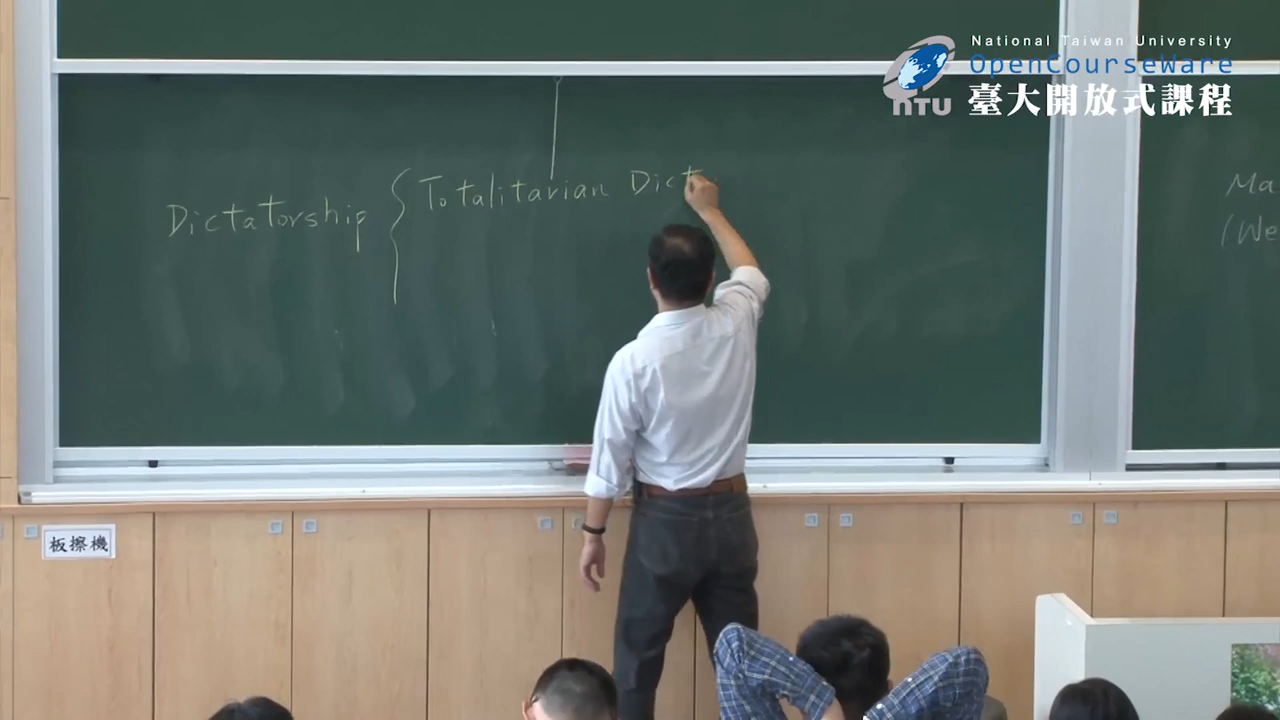 National Taiwan University
OpenCourseWare
NTU 臺大開放式課程
Dictatorship { Totalitarian Dict
Ma
(We
板擦機